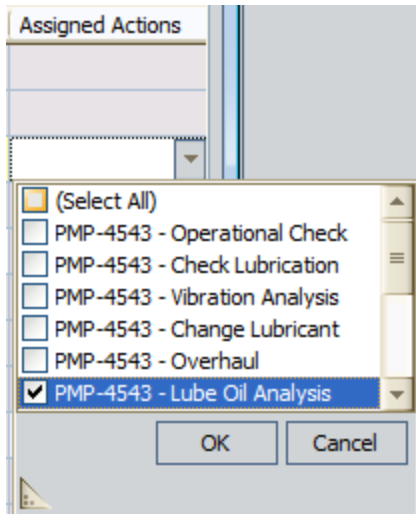 Assigned Actions
(Select All)
PMP-4543 - Operational Check
PMP-4543 - Check Lubrication
PMP-4543 - Vibration Analysis
PMP-4543 - Change Lubricant
PMP-4543 - Overhaul
PMP-4543 - Lube Oil Analysis
OK Cancel